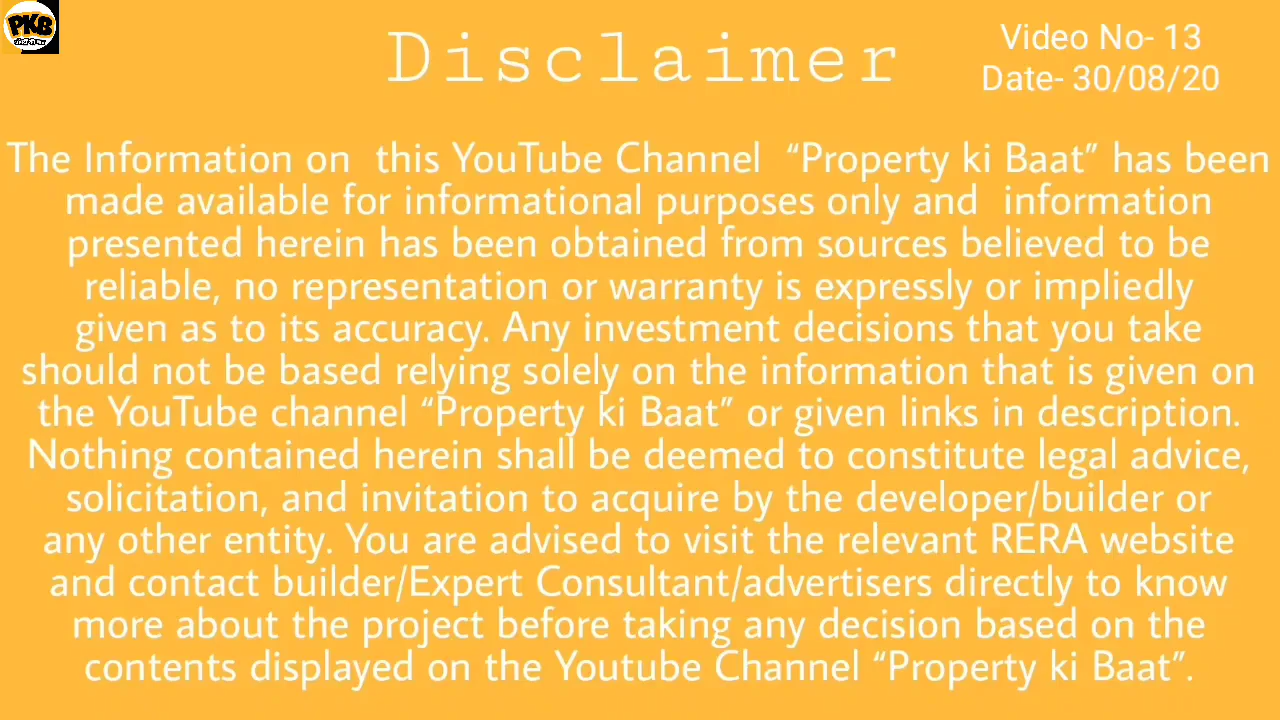 PKB
Disclaimer
Video No- 13
Date- 30/08/20
The Information on this YouTube Channel “Property ki Baat” has been
made available for informational purposes only and information
presented herein has been obtained from sources believed to be
reliable, no representation or warranty is expressly or impliedly
given as to its accuracy. Any investment decisions that you take
should not be based relying solely on the information that is given on
the YouTube channel “Property ki Baat” or given links in description.
Nothing contained herein shall be deemed to constitute legal advice,
solicitation, and invitation to acquire by the developer/builder or
any other entity. You are advised to visit the relevant RERA website
and contact builder/Expert Consultant/advertisers directly to know
more about the project before taking any decision based on the
contents displayed on the Youtube Channel “Property ki Baat”.